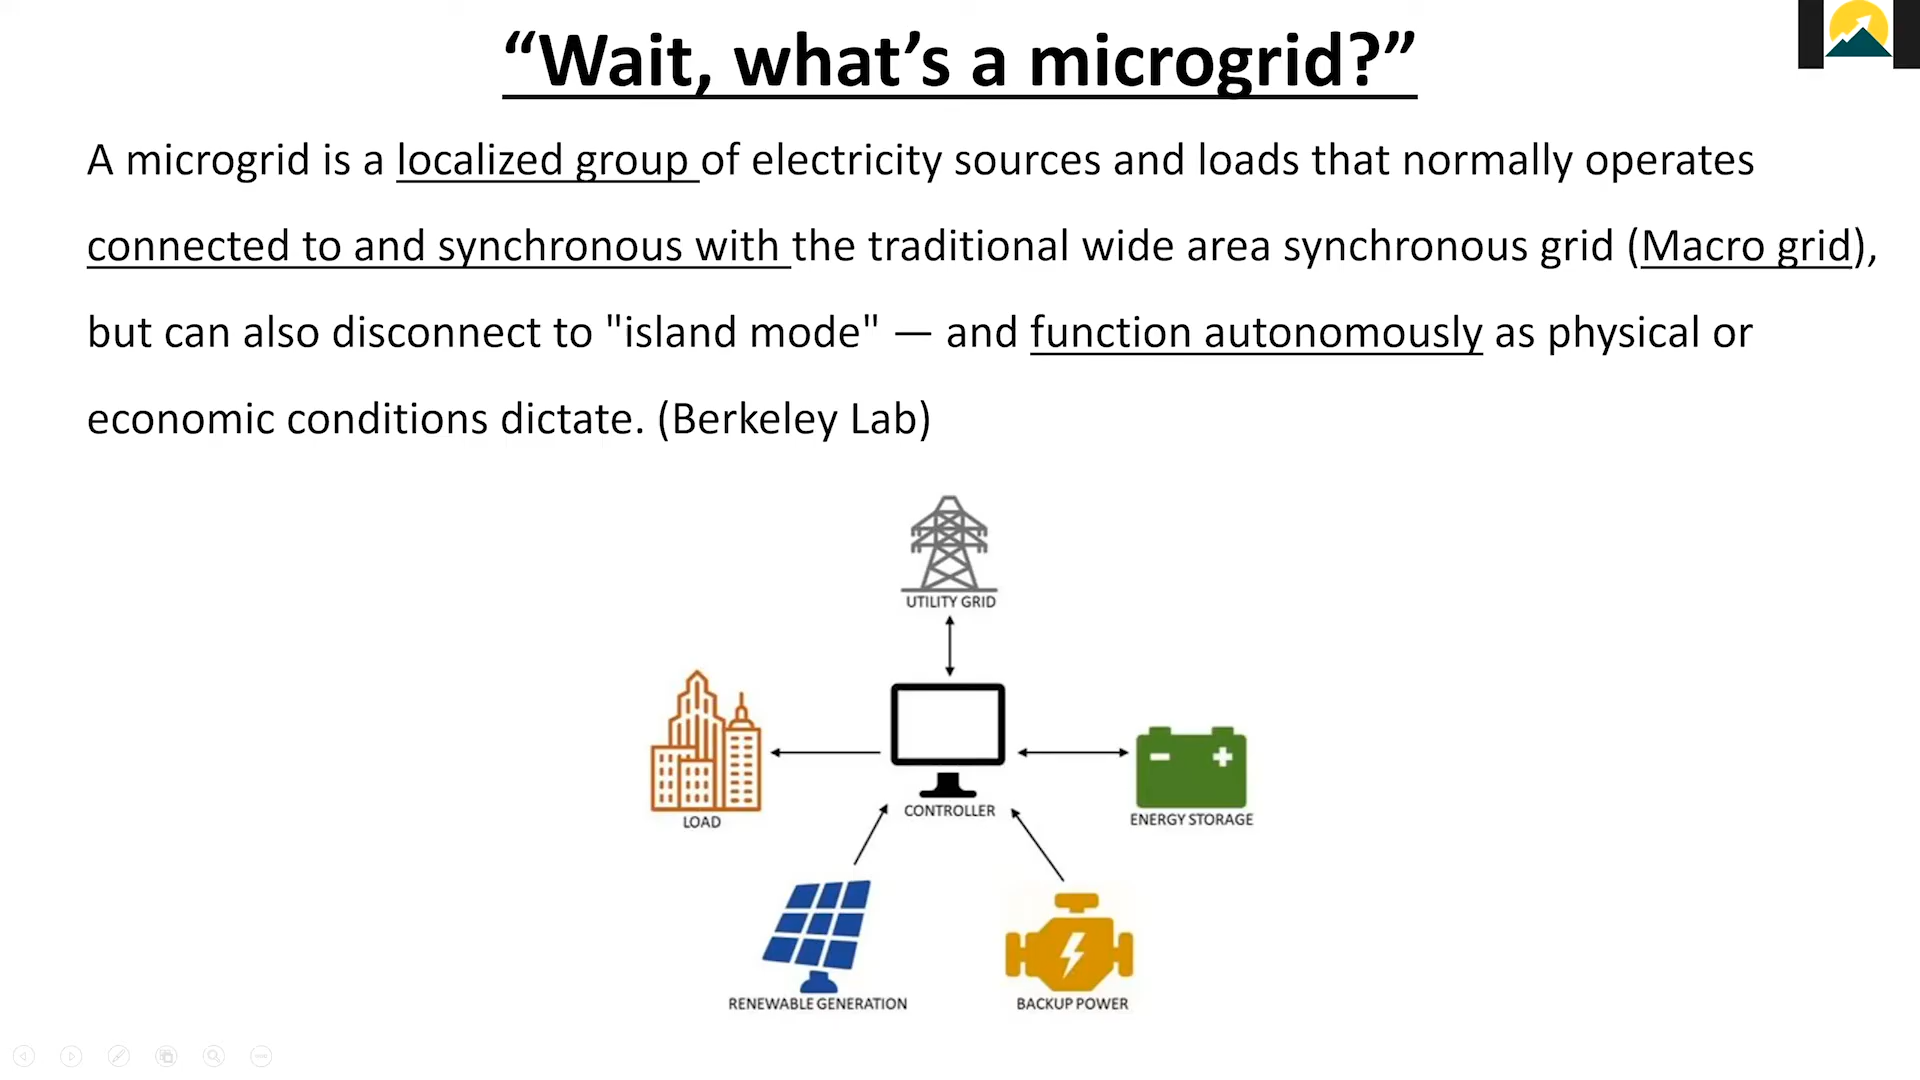 “Wait, what’s a microgrid?”
A microgrid is a localized group of electricity sources and loads that normally operates
connected to and synchronous with the traditional wide area synchronous grid (Macro grid),
but can also disconnect to "island mode" — and function autonomously as physical or
economic conditions dictate. (Berkeley Lab)
UTILITY GRID
CONTROLLER
LOAD
ENERGY STORAGE
RENEWABLE GENERATION
BACKUP POWER